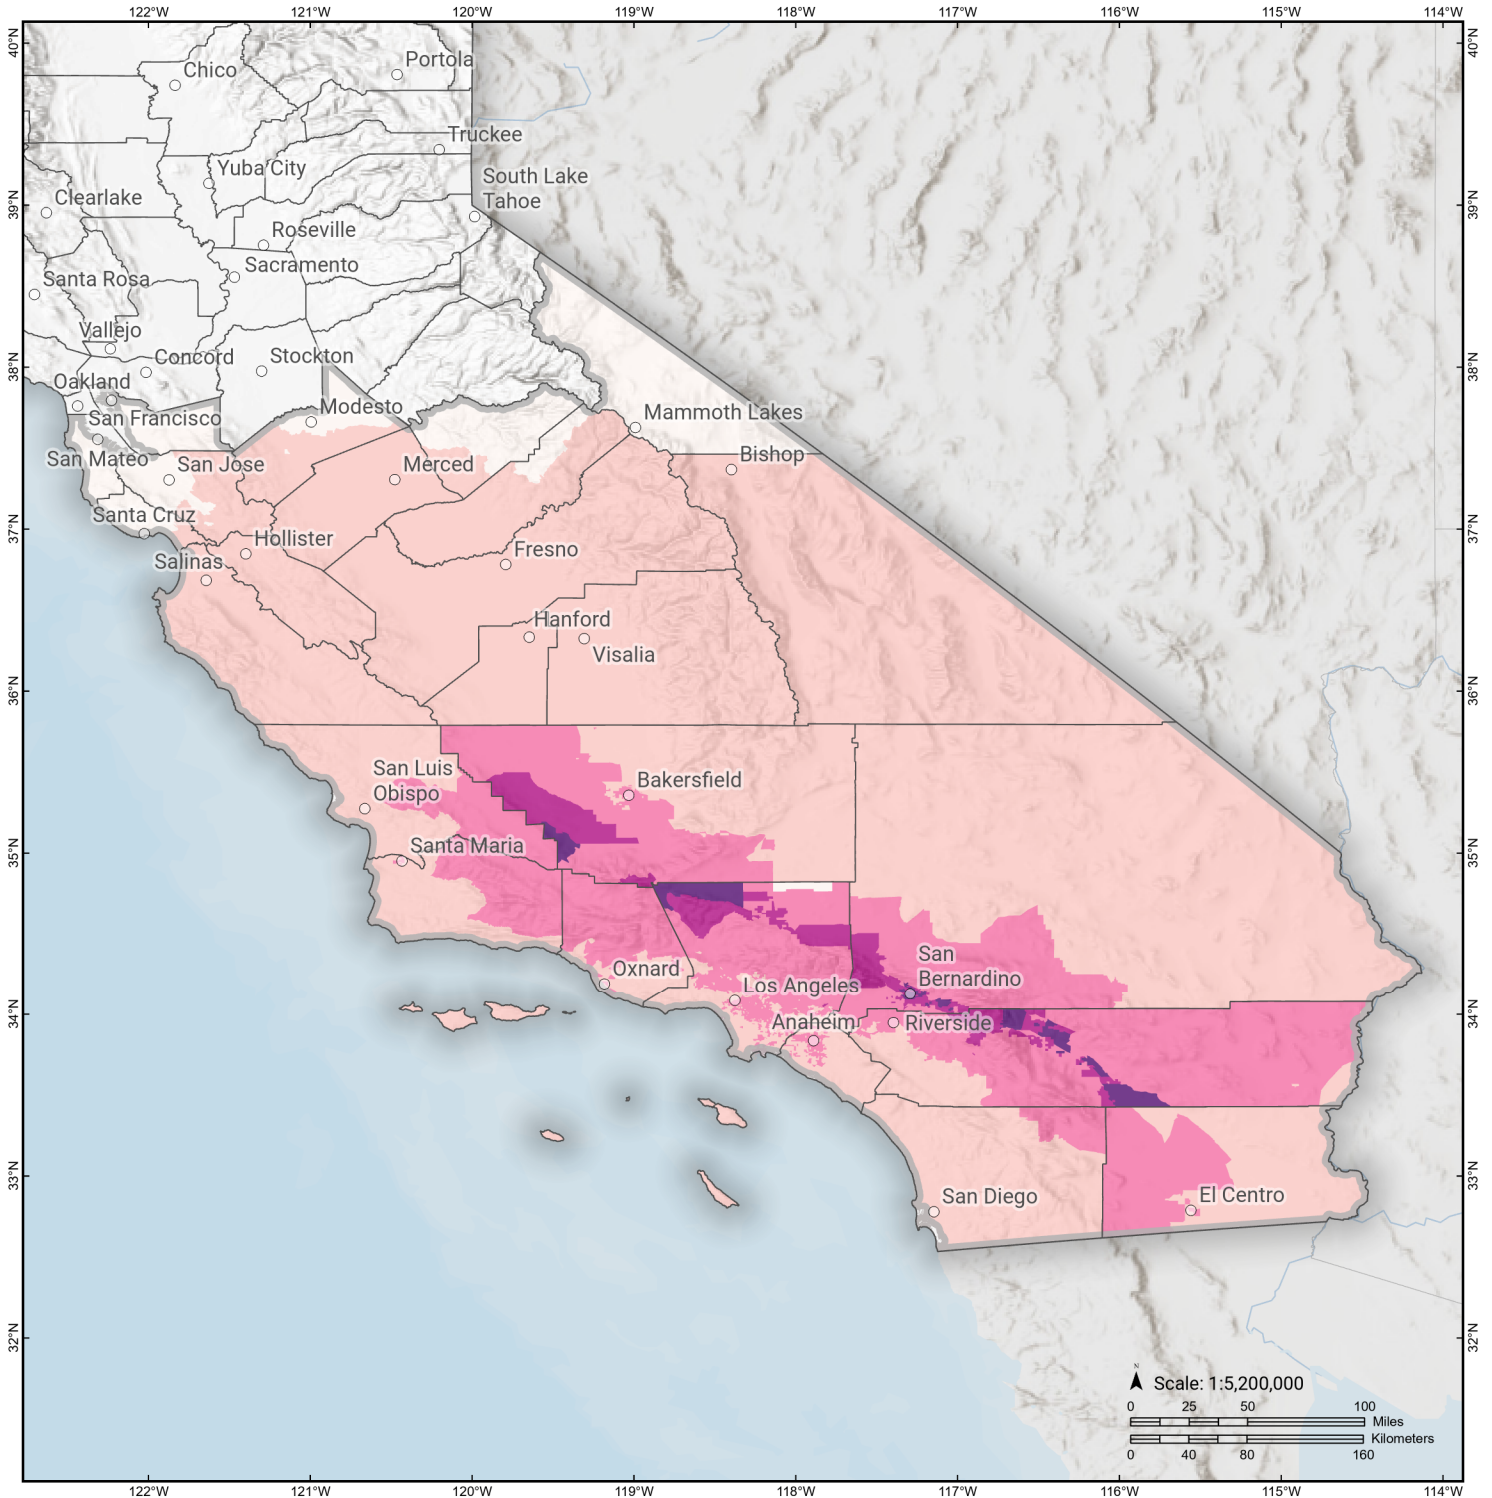 122°W 121°W 120°W 119°W 118°W 117°W 116°W 115°W 114°W
40°N 40°N
Portola
Chico
Truckee
Yuba City
South Lake
Tahoe
Clearlake
39°N 39°N
Roseville
Sacramento
Santa Rosa
Vallejo
Concord
Stockton
38°N 38°N
Oakland
Modesto
San Francisco
Mammoth Lakes
Bishop
San Mateo
San Jose
Merced
Santa Cruz
37°N 37°N
Hollister
Fresno
Salinas
Hanford
Visalia
36°N 36°N
San Luis
Obispo
Bakersfield
Santa Maria
35°N 35°N
San
Bernardino
Oxnard
Los Angeles
34°N 34°N
Anaheim
Riverside
33°N 33°N
San Diego
El Centro
32°N 32°N
N
Scale: 1:5,200,000
0 25 50 100
Miles
Kilometers
0 40 80 160
122°W 121°W 120°W 119°W 118°W 117°W 116°W 115°W 114°W